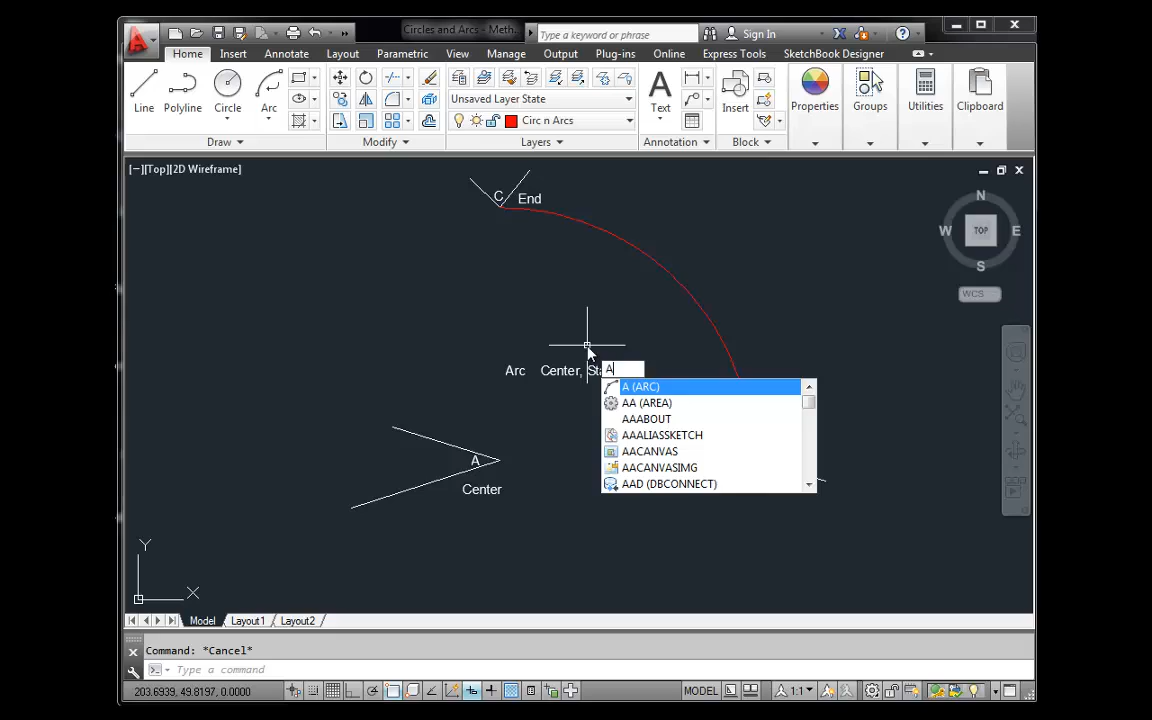 Circles and Arcs - Meth...
Type a keyword or phrase
Sign In
Home
Insert
Annotate
Layout
Parametric
View
Manage
Output
Plug-ins
Online
Express Tools
SketchBook Designer
Line
Polyline
Circle
Arc
Unsaved Layer State
Circ n Arcs
Text
Insert
Properties
Groups
Utilities
Clipboard
Draw
Modify
Layers
Annotation
Block
[−][Top][2D Wireframe]
C
End
N
W
TOP
E
S
WCS
Arc Center, Sta
A
A (ARC)
AA (AREA)
AAABOUT
AAALIASSKETCH
AACANVAS
AACANVASIMG
AAD (DBCONNECT)
A
Center
Y
X
Model
Layout1
Layout2
Command: *Cancel*
Type a command
203.6939, 49.8197, 0.0000
MODEL
1:1